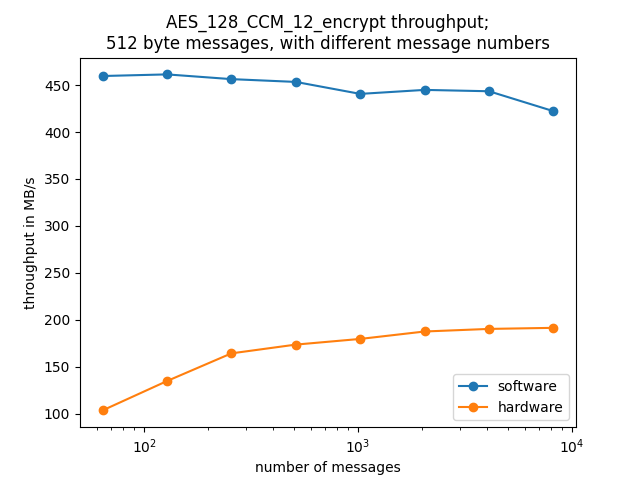 AES_128_CCM_12_encrypt throughput;
512 byte messages, with different message numbers
throughput in MB/s
450
400
350
300
250
200
150
100
software
hardware
10²
10³
10⁴
number of messages